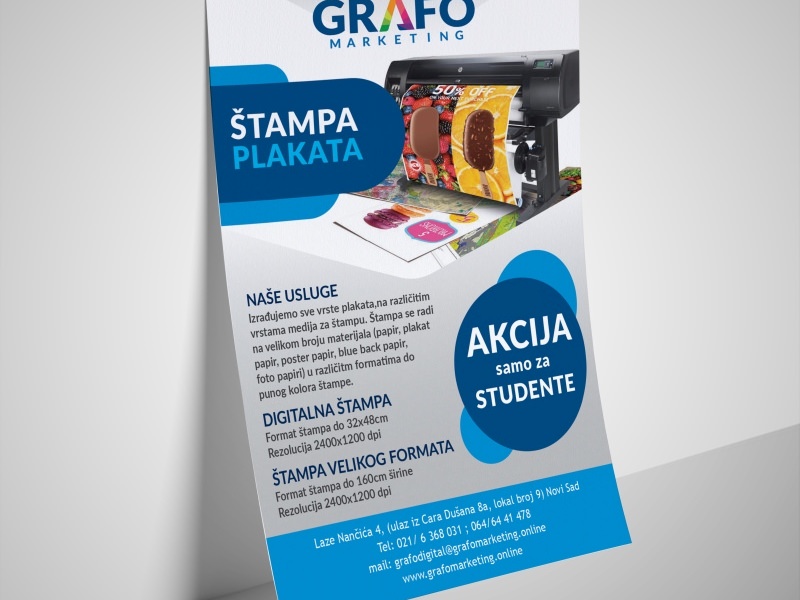 GRAFO
MARKETING
50% OFF
ŠTAMPA
PLAKATA
NAŠE USLUGE
Izrađujemo sve vrste plakata,na različitim
vrstama medija za štampu. Štampa se radi
na velikom broju materijala (papir, plakat
papir, poster papir, blue back papir,
foto papiri) u različitm formatima do
punog kolora štampe.
AKCIJA
samo za
STUDENTE
DIGITALNA ŠTAMPA
Format štampa do 32x48cm
Rezolucija 2400x1200 dpi
ŠTAMPA VELIKOG FORMATA
Format štampa do 160cm širine
Rezolucija 2400x1200 dpi
Laze Nančića 4, (ulaz iz Cara Dušana 8a, lokal broj 9) Novi Sad
Tel: 021/ 6 368 031 ; 064/64 41 478
mail: grafodigital@grafomarketing.online
www.grafomarketing.online